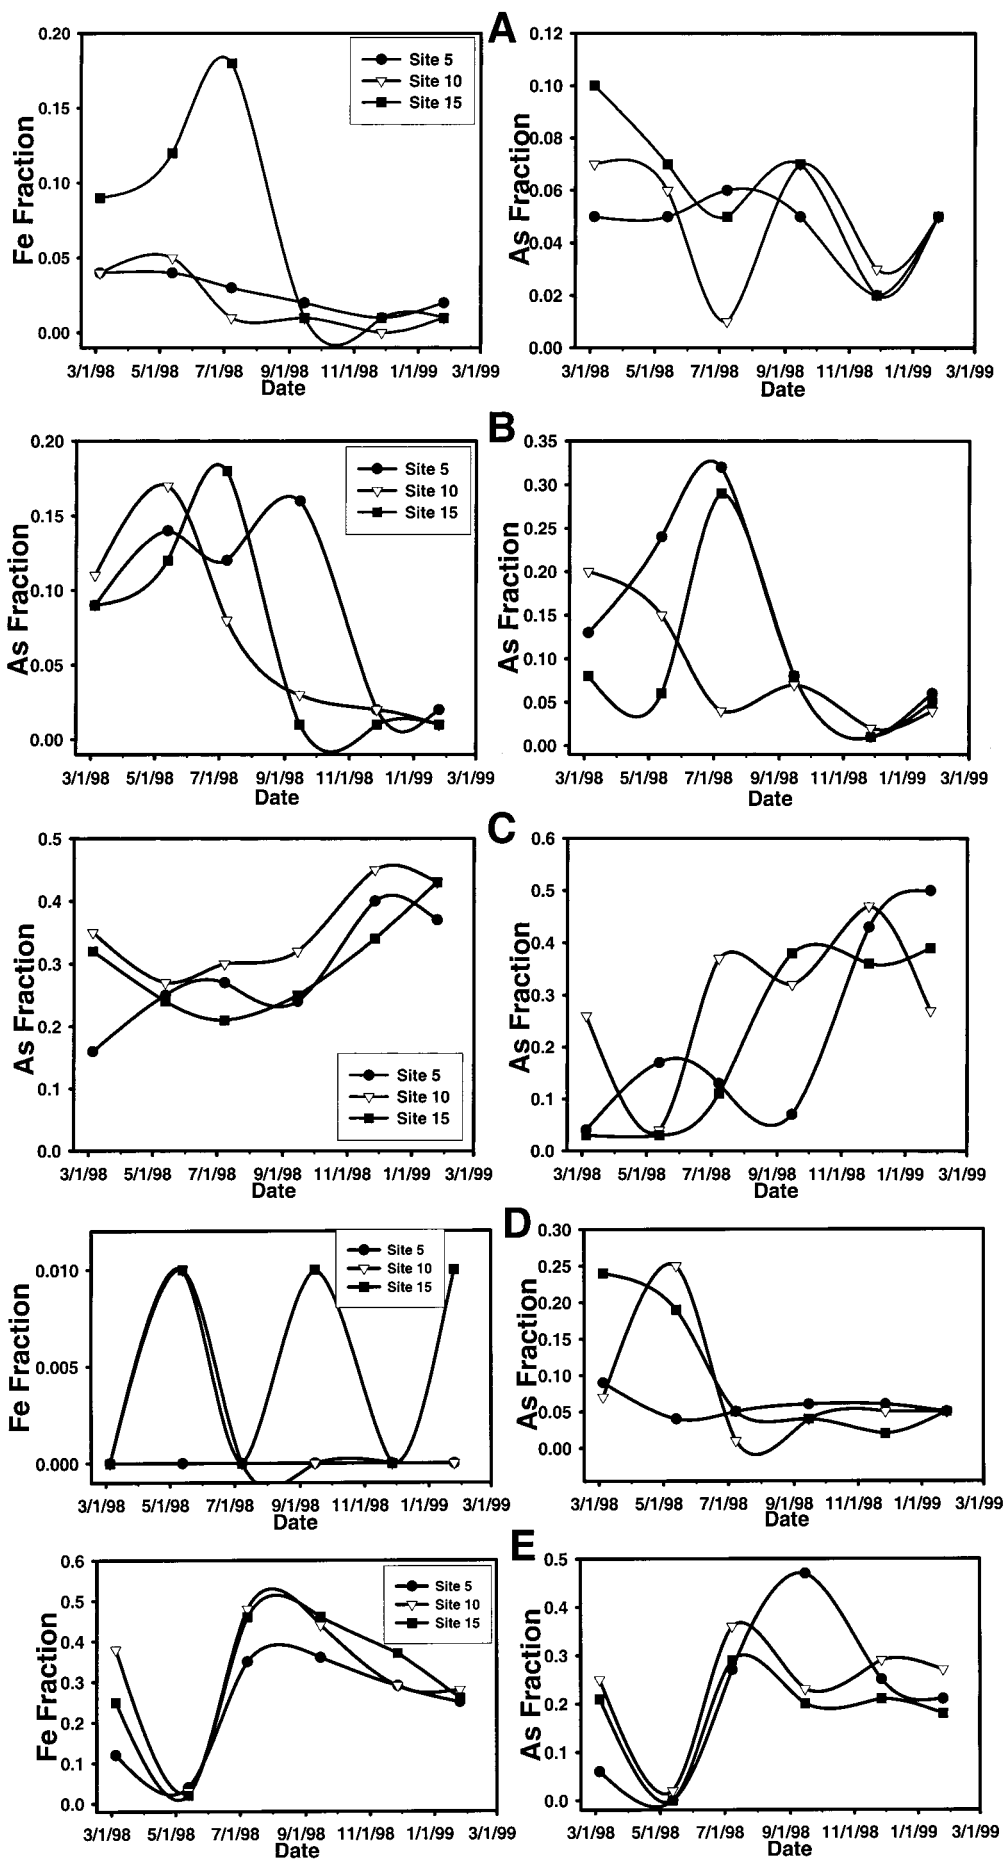 A
0.20
0.15
0.10
0.05
0.00
Fe Fraction
Site 5
Site 10
Site 15
3/1/98 5/1/98 7/1/98 9/1/98 11/1/98 1/1/99 3/1/99
Date
0.12
0.10
0.08
0.06
0.04
0.02
0.00
As Fraction
3/1/98 5/1/98 7/1/98 9/1/98 11/1/98 1/1/99 3/1/99
Date
B
0.20
0.15
0.10
0.05
0.00
As Fraction
Site 5
Site 10
Site 15
3/1/98 5/1/98 7/1/98 9/1/98 11/1/98 1/1/99 3/1/99
Date
0.35
0.30
0.25
0.20
0.15
0.10
0.05
0.00
As Fraction
3/1/98 5/1/98 7/1/98 9/1/98 11/1/98 1/1/99 3/1/99
Date
C
0.5
0.4
0.3
0.2
0.1
0.0
As Fraction
Site 5
Site 10
Site 15
3/1/98 5/1/98 7/1/98 9/1/98 11/1/98 1/1/99 3/1/99
Date
0.6
0.5
0.4
0.3
0.2
0.1
0.0
As Fraction
3/1/98 5/1/98 7/1/98 9/1/98 11/1/98 1/1/99 3/1/99
Date
D
0.010
0.005
0.000
Fe Fraction
Site 5
Site 10
Site 15
3/1/98 5/1/98 7/1/98 9/1/98 11/1/98 1/1/99 3/1/99
Date
0.30
0.25
0.20
0.15
0.10
0.05
0.00
As Fraction
3/1/98 5/1/98 7/1/98 9/1/98 11/1/98 1/1/99 3/1/99
Date
E
0.6
0.5
0.4
0.3
0.2
0.1
0.0
Fe Fraction
Site 5
Site 10
Site 15
3/1/98 5/1/98 7/1/98 9/1/98 11/1/98 1/1/99 3/1/99
Date
0.5
0.4
0.3
0.2
0.1
0.0
As Fraction
3/1/98 5/1/98 7/1/98 9/1/98 11/1/98 1/1/99 3/1/99
Date